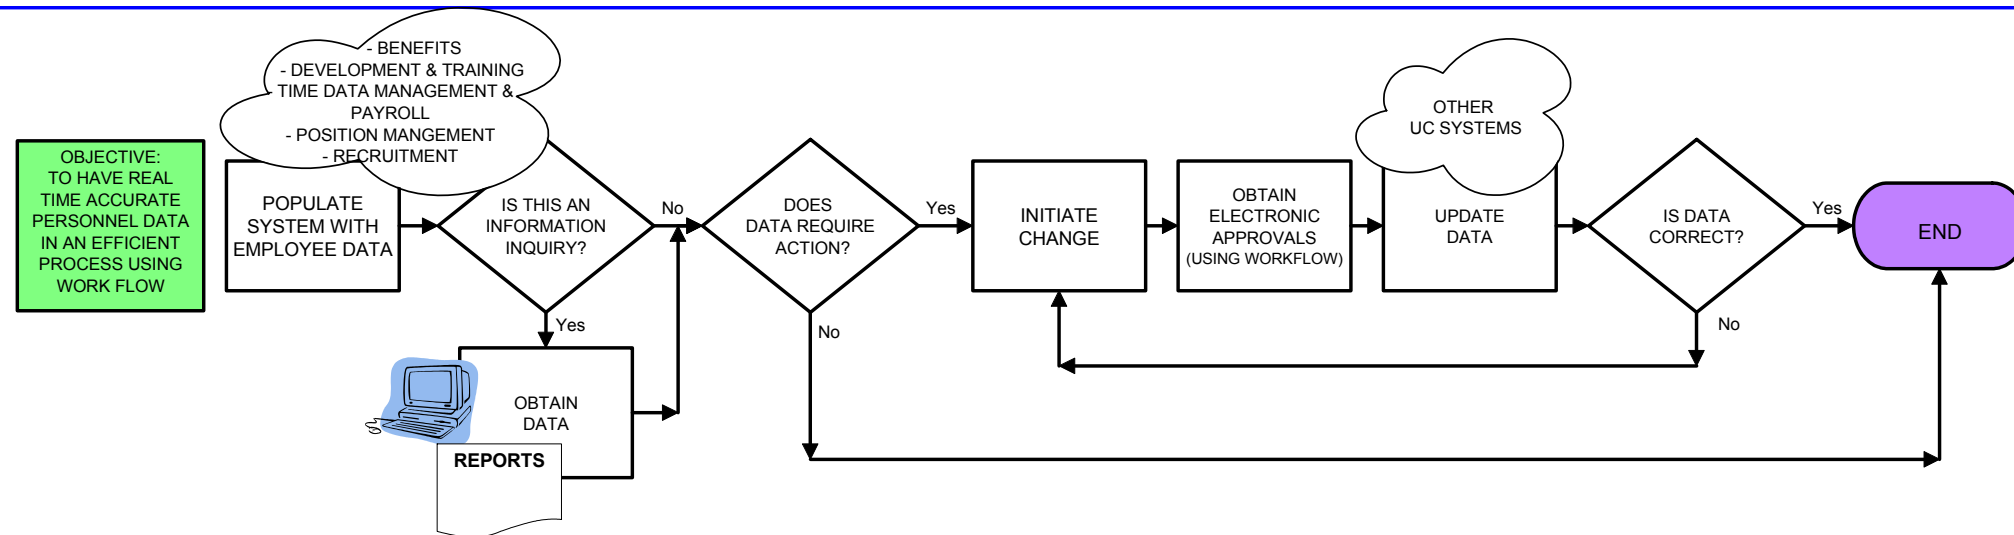 - BENEFITS
- DEVELOPMENT & TRAINING
- TIME DATA MANAGEMENT &
PAYROLL
- POSITION MANGEMENT
- RECRUITMENT
OBJECTIVE:
TO HAVE REAL
TIME ACCURATE
PERSONNEL DATA
IN AN EFFICIENT
PROCESS USING
WORK FLOW
POPULATE
SYSTEM WITH
EMPLOYEE DATA
IS THIS AN
INFORMATION
INQUIRY?
No
Yes
OBTAIN
DATA
REPORTS
DOES
DATA REQUIRE
ACTION?
Yes
No
INITIATE
CHANGE
OBTAIN
ELECTRONIC
APPROVALS
(USING WORKFLOW)
OTHER
UC SYSTEMS
UPDATE
DATA
IS DATA
CORRECT?
Yes
No
END